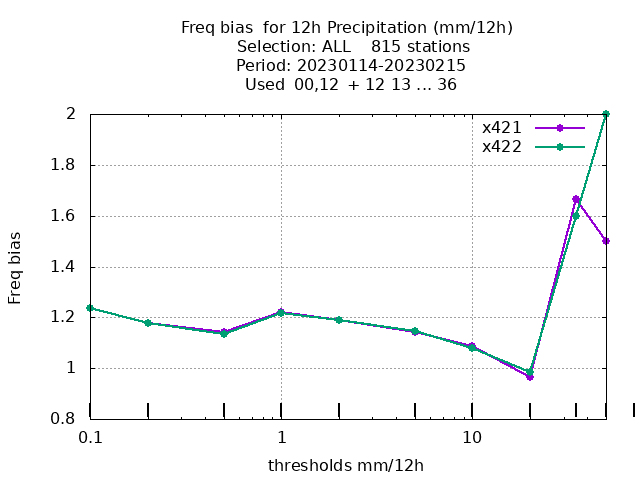 Freq bias  for 12h Precipitation (mm/12h)
Selection: ALL    815 stations
Period: 20230114-20230215
Used  00,12  + 12 13 ... 36
x421
x422
Freq bias
2
1.8
1.6
1.4
1.2
1
0.8
0.1
1
10
thresholds mm/12h